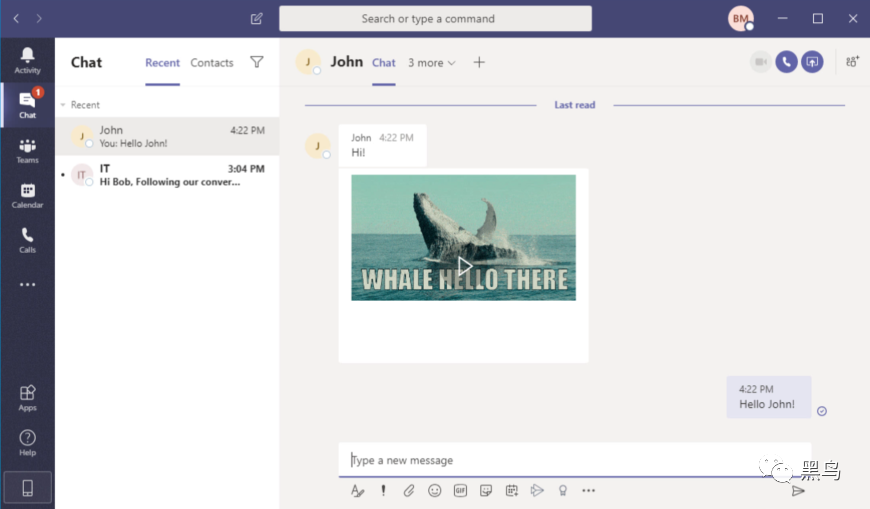 Search or type a command
BM
Activity
1
Chat
Teams
Calendar
Calls
Apps
Help
Chat
Recent
Contacts
Recent
J
John
4:22 PM
You: Hello John!
IT
IT
3:04 PM
Hi Bob, Following our conver...
J
John
Chat
3 more
Last read
J
John 4:22 PM
Hi!
WHALE HELLO THERE
4:22 PM
Hello John!
Type a new message
GIF
黑鸟